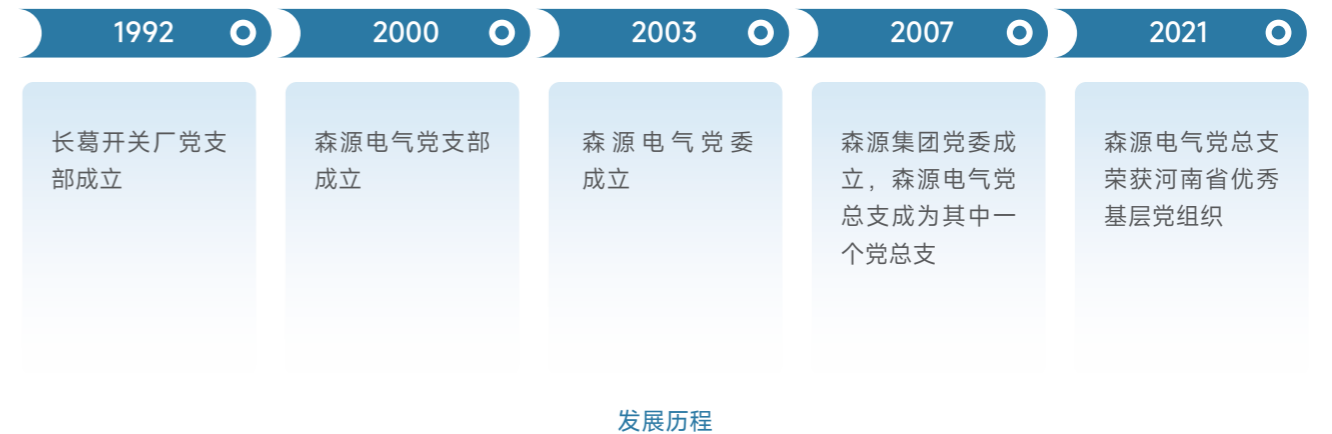 1992
2000
2003
2007
2021
长葛开关厂党支
部成立
森源电气党支部
成立
森源电气党委
成立
森源集团党委成
立，森源电气党
总支成为其中一
个党总支
森源电气党总支
荣获河南省优秀
基层党组织
发展历程